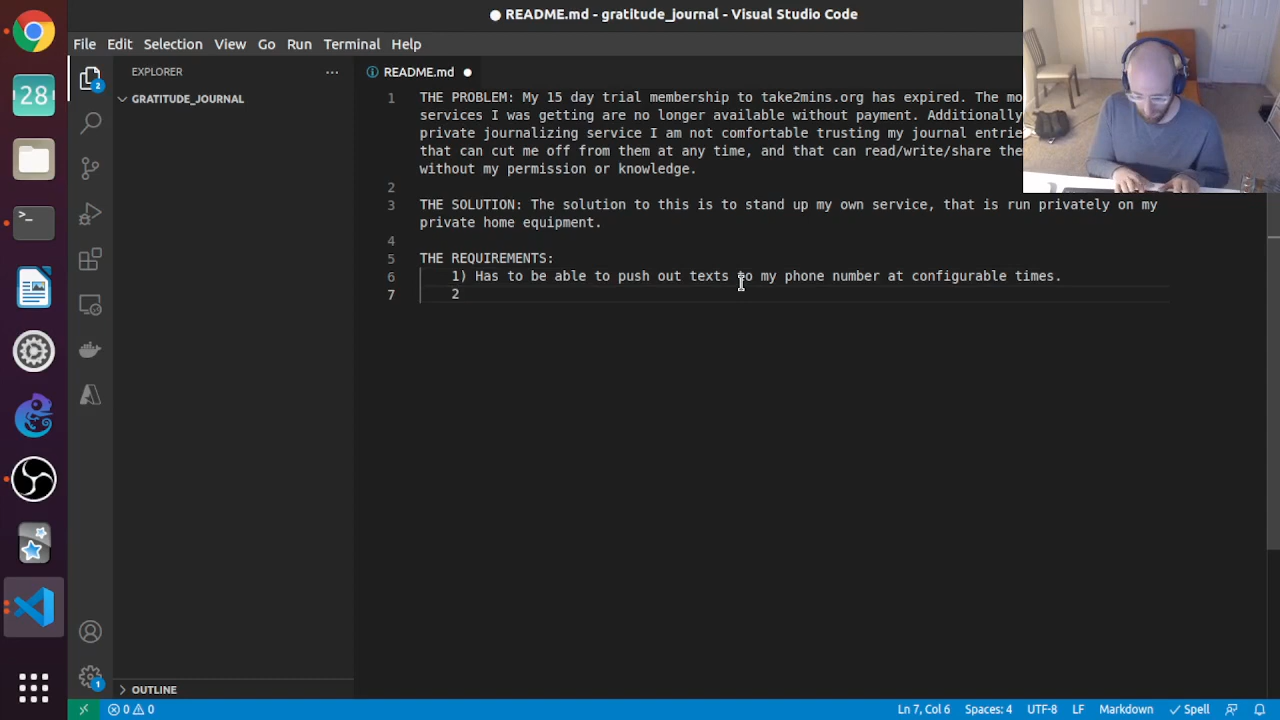 README.md - gratitude_journal - Visual Studio Code
File Edit Selection View Go Run Terminal Help
28
EXPLORER
README.md
2
GRATITUDE_JOURNAL
1 THE PROBLEM: My 15 day trial membership to take2mins.org has expired. The
services I was getting are no longer available without payment. Additionally
private journalizing service I am not comfortable trusting my journal
that can cut me off from them at any time, and that can read/write/share
without my permission or knowledge.
2
3 THE SOLUTION: The solution to this is to stand up my own service, that is run privately on my
private home equipment.
4
5 THE REQUIREMENTS:
6 1) Has to be able to push out texts to my phone number at configurable times.
7 2
>_
1
OUTLINE
0 0
Ln 7, Col 6
Spaces: 4
UTF-8
LF
Markdown
Spell